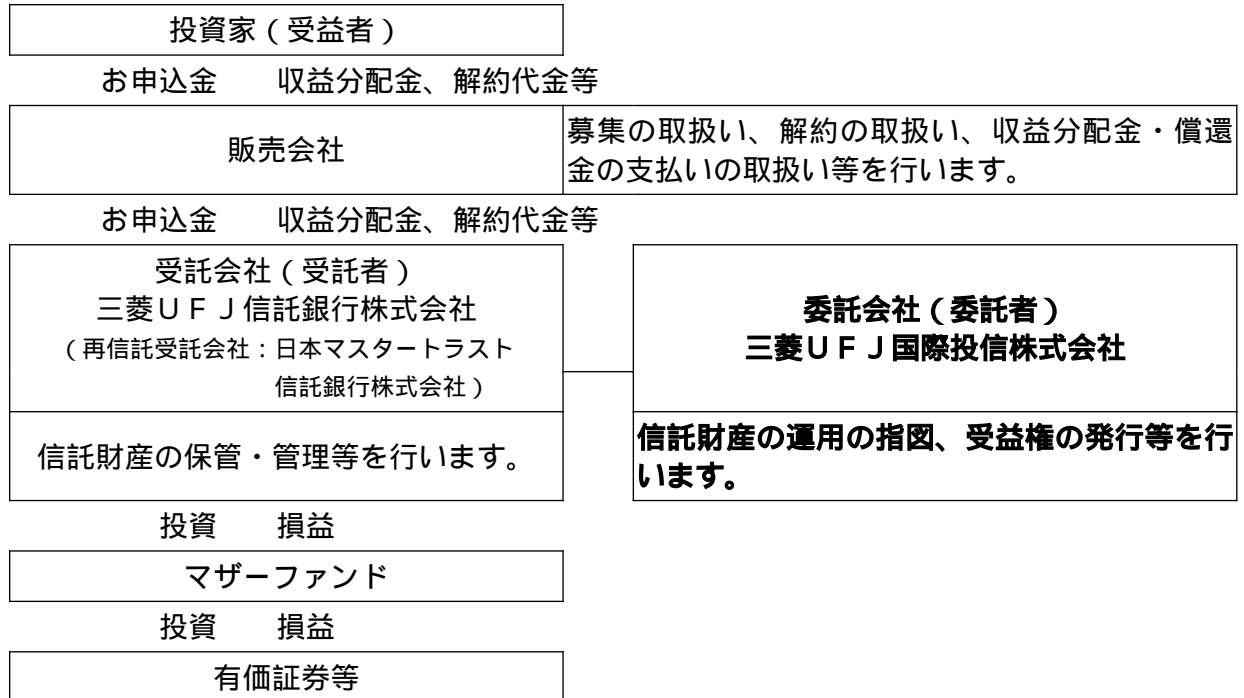 投資家（受益者）
お申込金　　収益分配金、解約代金等
販売会社
募集の取扱い、解約の取扱い、収益分配金・償還
金の支払いの取扱い等を行います。
お申込金　　収益分配金、解約代金等
受託会社（受託者）
三菱ＵＦＪ信託銀行株式会社
（再信託受託会社：日本マスタートラスト
信託銀行株式会社）
委託会社（委託者）
三菱ＵＦＪ国際投信株式会社
信託財産の保管・管理等を行います。
信託財産の運用の指図、受益権の発行等を行
います。
投資　　損益
マザーファンド
投資　　損益
有価証券等